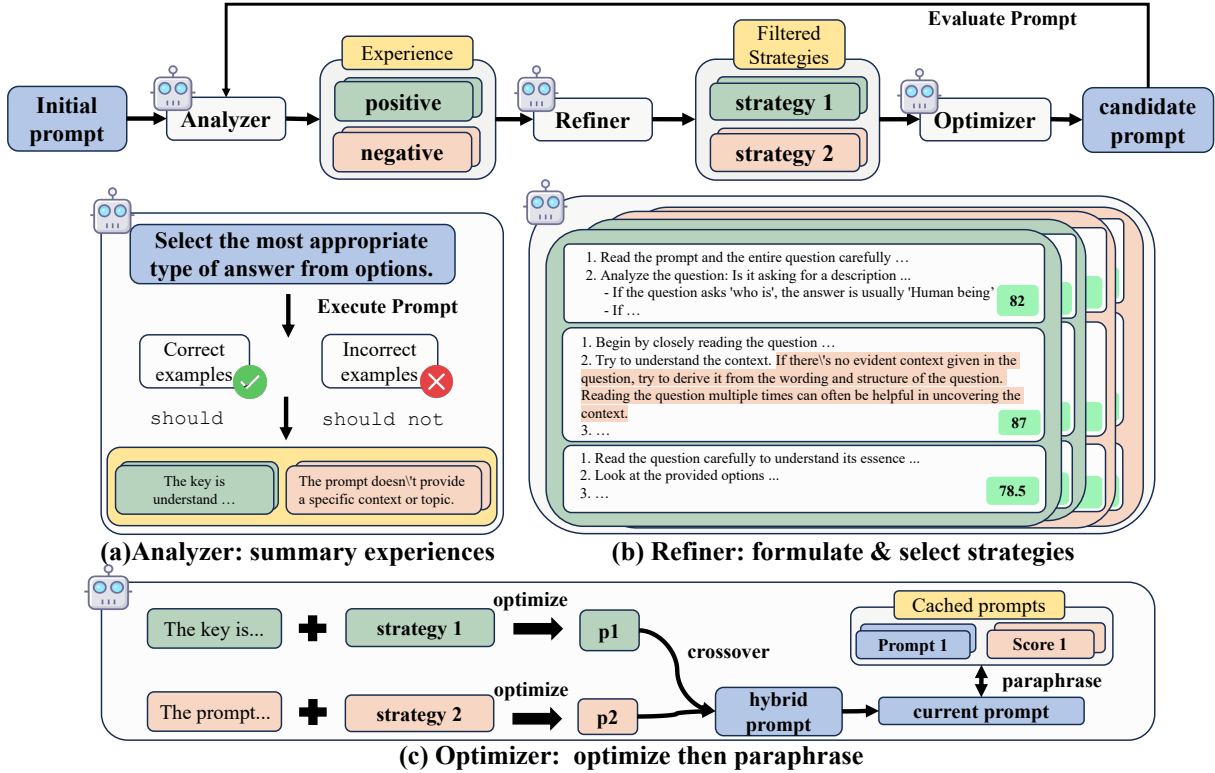 Evaluate Prompt
Initial
prompt
Analyzer
Experience
positive
negative
Refiner
Filtered
Strategies
strategy 1
strategy 2
Optimizer
candidate
prompt
Select the most appropriate
type of answer from options.
Execute Prompt
Correct
examples
Incorrect
examples
should
should not
The key is
understand …
The prompt doesn\'t provide
a specific context or topic.
(a)Analyzer: summary experiences
1. Read the prompt and the entire question carefully …
2. Analyze the question: Is it asking for a description ...
- If the question asks 'who is', the answer is usually 'Human being'
- If …
82
1. Begin by closely reading the question …
2. Try to understand the context. If there\'s no evident context given in the
question, try to derive it from the wording and structure of the question.
Reading the question multiple times can often be helpful in uncovering the
context.
3. …
87
1. Read the question carefully to understand its essence ...
2. Look at the provided options ...
3. …
78.5
(b) Refiner: formulate & select strategies
The key is...
strategy 1
optimize
p1
crossover
The prompt...
strategy 2
optimize
p2
hybrid
prompt
Cached prompts
Prompt 1
Score 1
paraphrase
current prompt
(c) Optimizer: optimize then paraphrase